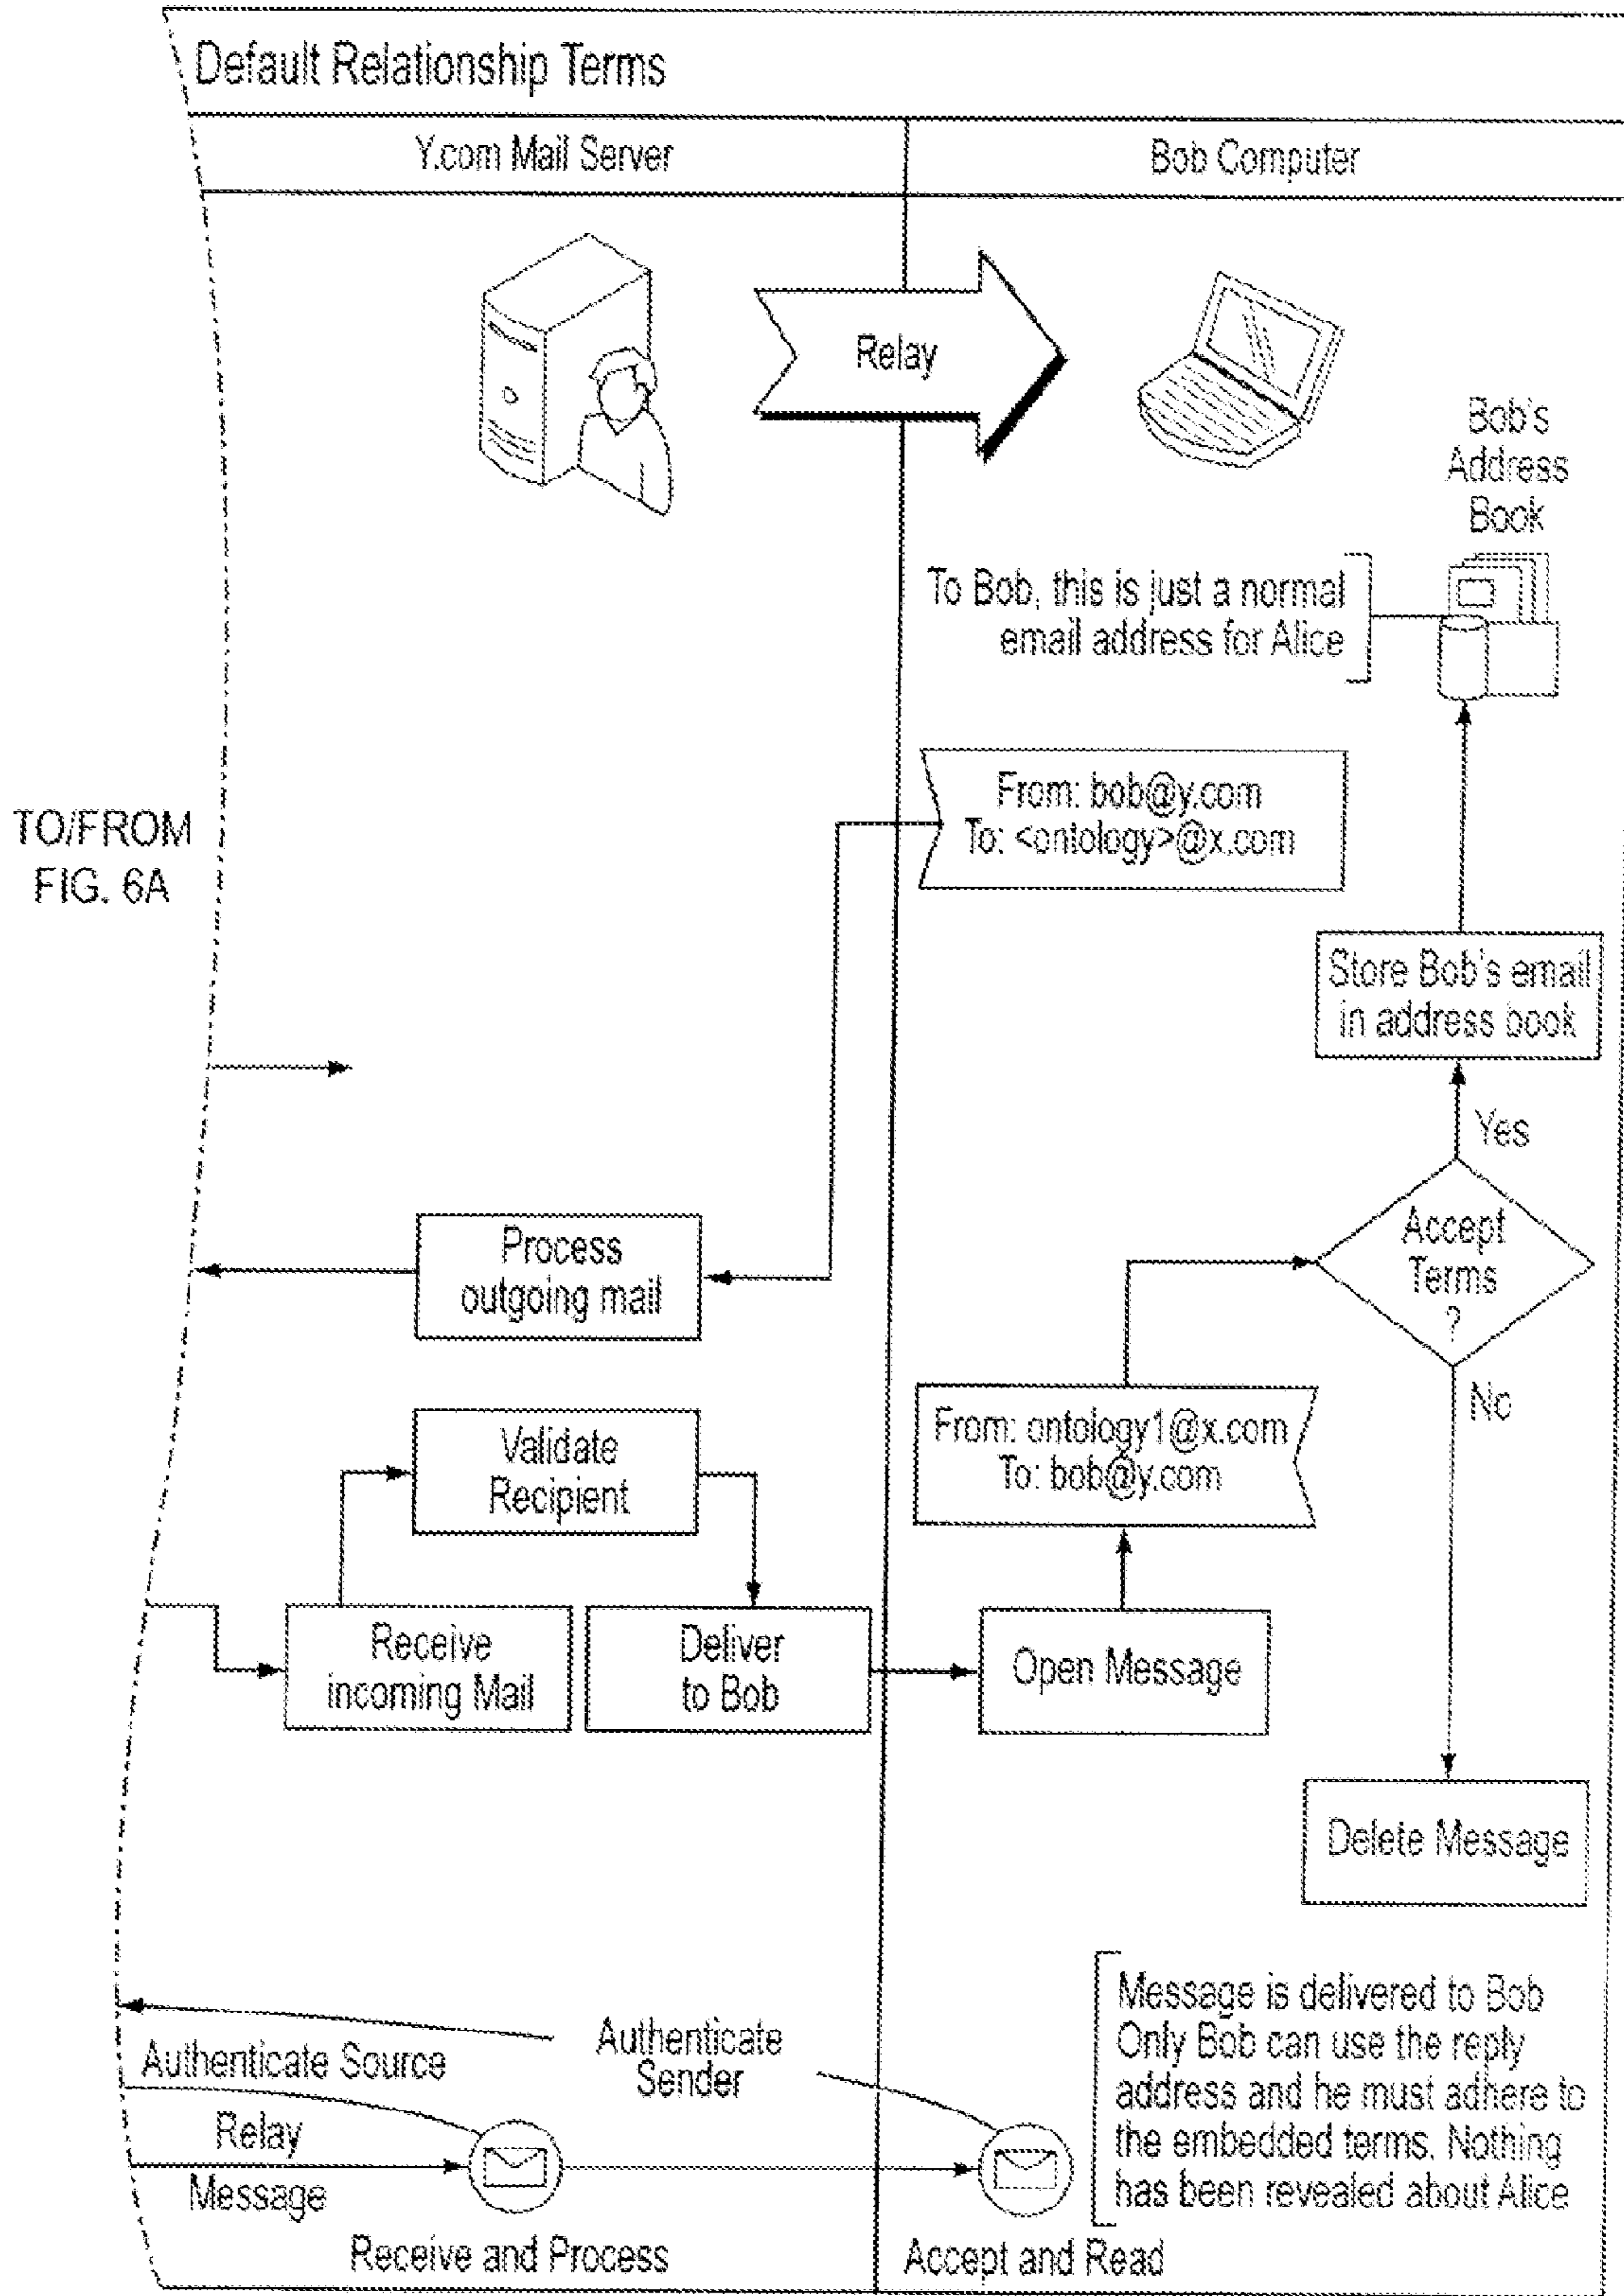 Default Relationship Terms
Y.com Mail Server
Bob Computer
Relay
Bob's
Address
Book
To Bob, this is just a normal
email address for Alice
From: bob@y.com
To: <ontology>@x.com
TO/FROM
FIG. 6A
Store Bob's email
in address book
Yes
Accept
Terms
?
No
Process
outgoing mail
From: ontology1@x.com
To: bob@y.com
Validate
Recipient
Receive
incoming Mail
Deliver
to Bob
Open Message
Delete Message
Authenticate Source
Authenticate
Sender
Relay
Message
Message is delivered to Bob
Only Bob can use the reply
address and he must adhere to
the embedded terms. Nothing
has been revealed about Alice
Receive and Process
Accept and Read